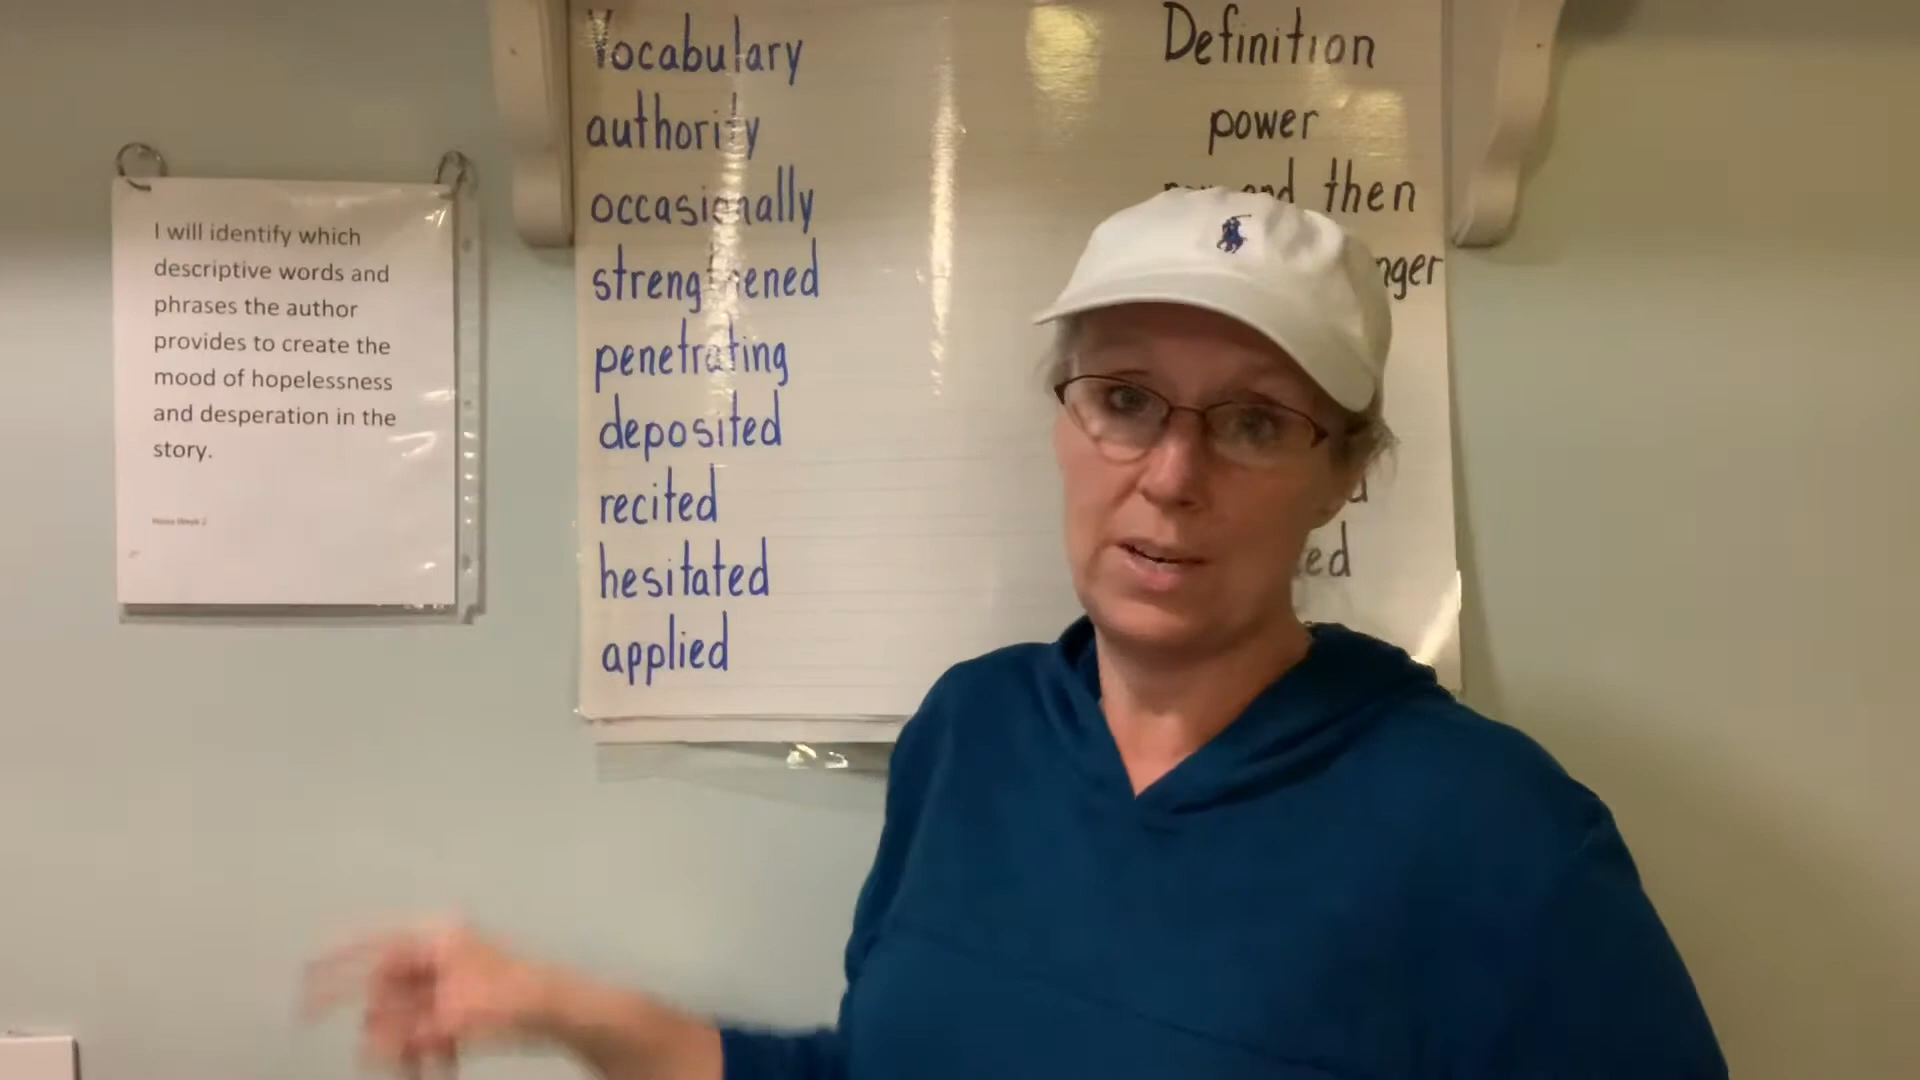 I will identify which
descriptive words and
phrases the author
provides to create the
mood of hopelessness
and desperation in the
story.
Vocabulary
authority
occasionally
strengthened
penetrating
deposited
recited
hesitated
applied
Definition
power
and then